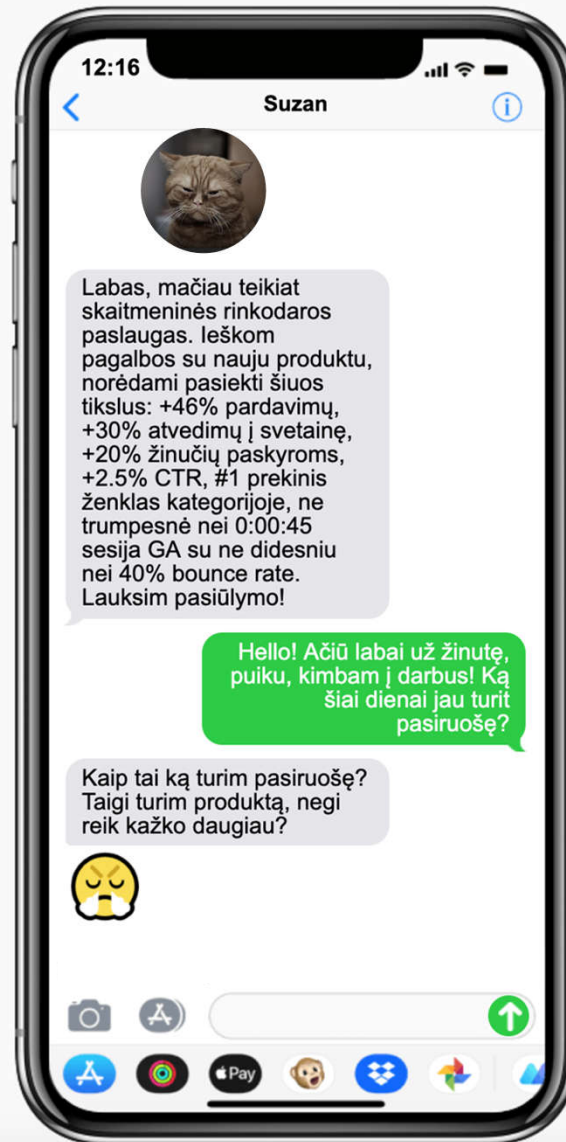 12:16
Suzan
i
Labas, mačiau teikiat
skaitmeninės rinkodaros
paslaugas. Ieškom
pagalbos su nauju produktu,
norėdami pasiekti šiuos
tikslus: +46% pardavimų,
+30% atvedimų į svetainę,
+20% žinučių paskyroms,
+2.5% CTR, #1 prekinis
ženklas kategorijoje, ne
trumpesnė nei 0:00:45
sesija GA su ne didesniu
nei 40% bounce rate.
Lauksim pasiūlymo!
Hello! Ačiū labai už žinutę,
puiku, kimbam į darbus! Ką
šiai dienai jau turit
pasiruošę?
Kaip tai ką turim pasiruošę?
Taigi turim produktą, negi
reik kažko daugiau?
Pay